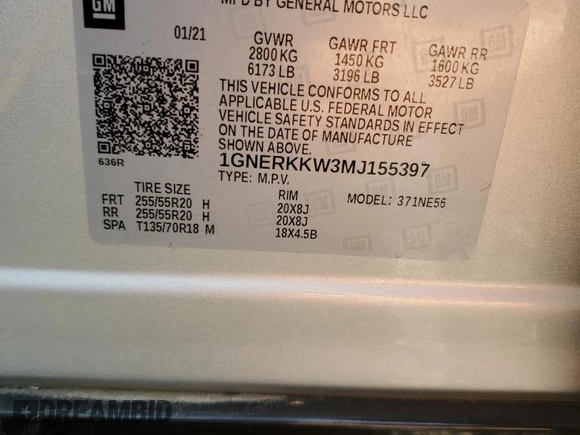 GM
MFD BY GENERAL MOTORS LLC
01/21 GVWR GAWR FRT GAWR RR
2800 KG 1450 KG 1600 KG
6173 LB 3196 LB 3527 LB
THIS VEHICLE CONFORMS TO ALL
APPLICABLE U.S. FEDERAL MOTOR
VEHICLE SAFETY STANDARDS IN EFFECT
ON THE DATE OF MANUFACTURE
SHOWN ABOVE.
636R 1GNERKKW3MJ155397
TYPE: M.P.V.
TIRE SIZE RIM MODEL: 371NE56
FRT 255/55R20 H 20X8J
RR 255/55R20 H 20X8J
SPA T135/70R18 M 18X4.5B
DREAMBID